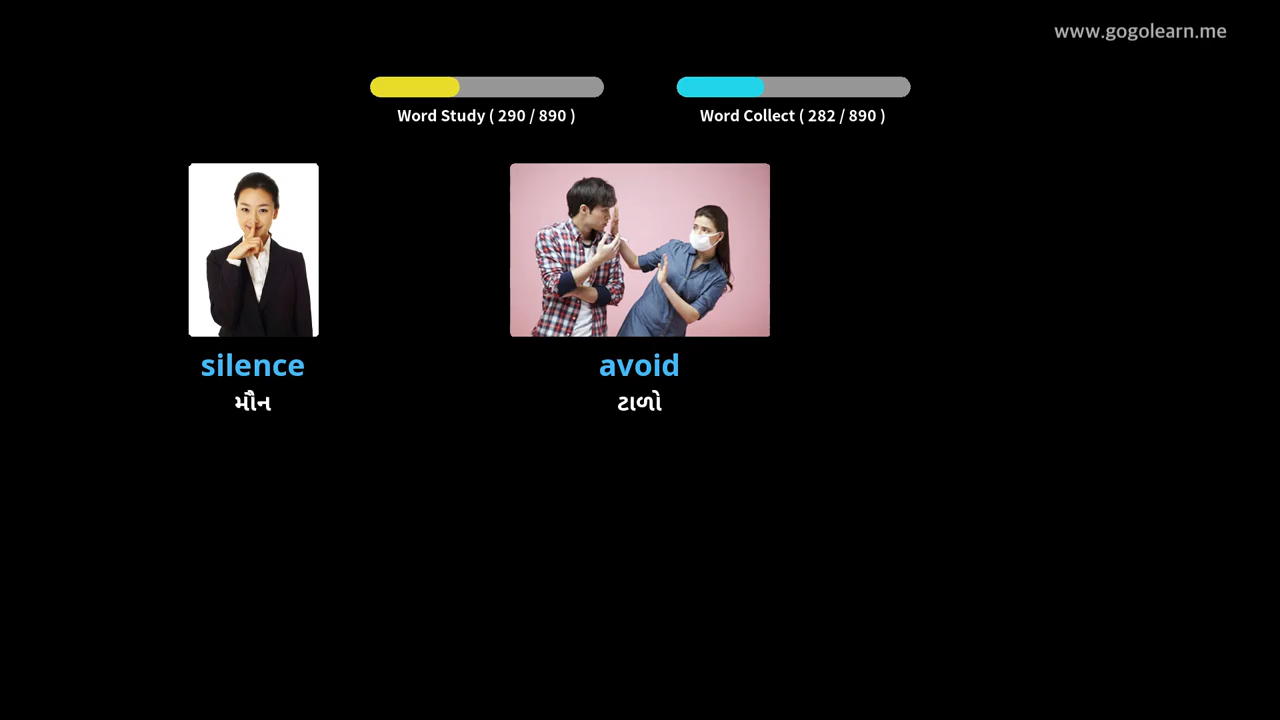 www.gogolearn.me
Word Study ( 290 / 890 )
Word Collect ( 282 / 890 )
silence
મૌન
avoid
ટાળો